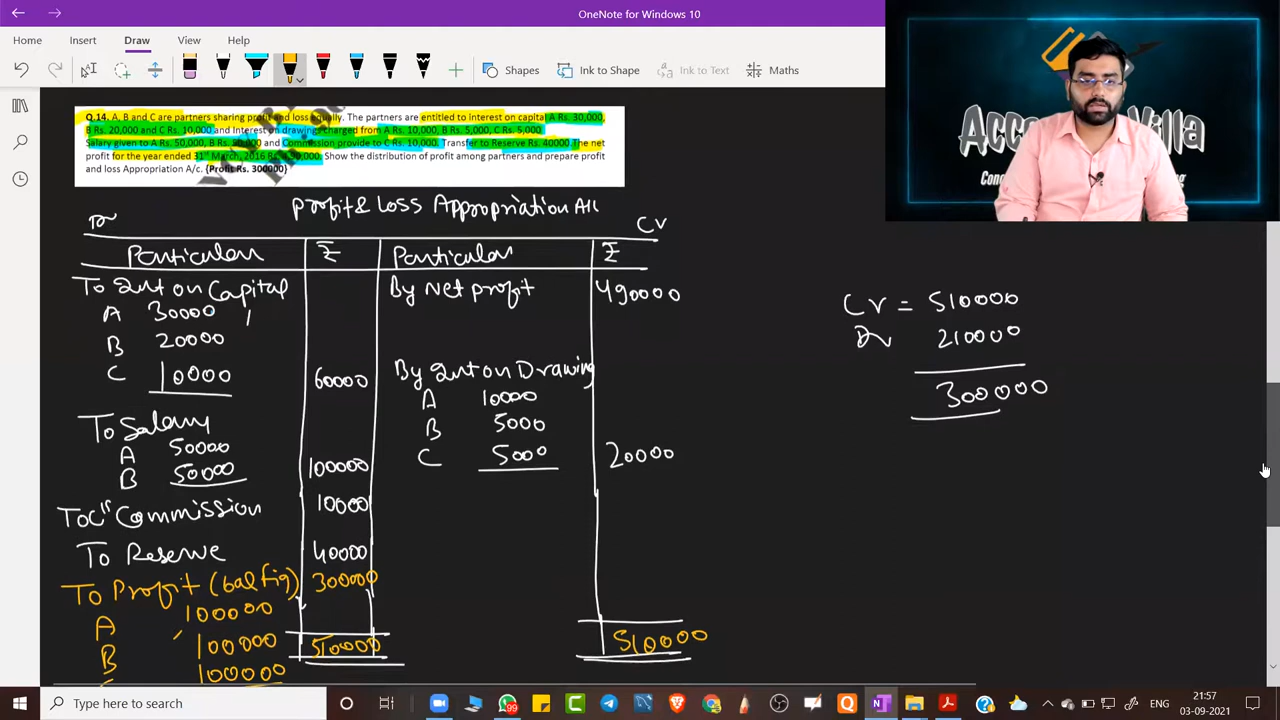 OneNote for Windows 10
Home Insert Draw View Help
Shapes Ink to Shape Ink to Text Maths
Q.14. A, B and C are partners sharing profit and loss equally. The partners are entitled to interest on capital A Rs. 30,000,
B Rs. 20,000 and C Rs. 10,000 and Interest on drawings charged from A Rs. 10,000, B Rs. 5,000, C Rs. 5,000
Salary given to A Rs. 50,000, B Rs. and Commission provide to C Rs. 10,000. Transfer to Reserve Rs. 40000. The net
profit for the year ended 31st March, 2016 Rs. Show the distribution of profit among partners and prepare profit
and loss Appropriation A/c. {Profit Rs. 300000}
Profit & Loss Appropriation A/c
Dr Cr
Particular ₹ Particular ₹
To Int on Capital By Net profit 490000
A 30000
B 20000
C 10000 60000
By Int on Drawing
A 10000
B 5000
C 5000 20000
To Salary
A 50000
B 50000 100000
To C's Commission 10000
To Reserve 40000
To Profit (bal fig) 300000
A 100000
B 100000
100000
510000 510000
Cr = 510000
Dr 210000
300000
Type here to search
99
ENG
21:57
03-09-2021